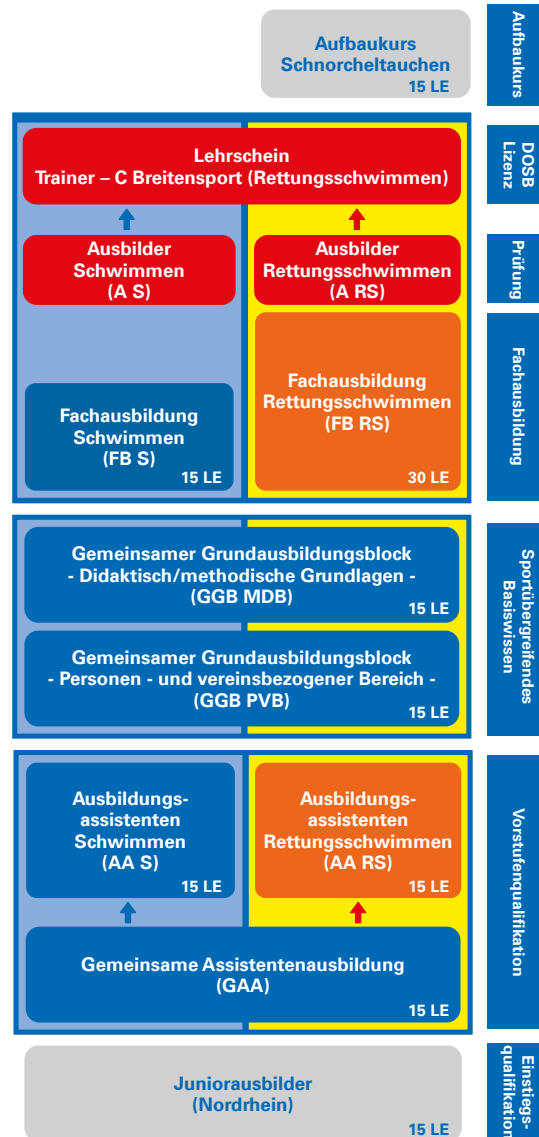 Aufbaukurs
Schnorcheltauchen
15 LE
Aufbaukurs
Lehrschein
Trainer – C Breitensport (Rettungsschwimmen)
DOSB
Lizenz
Ausbilder
Schwimmen
(A S)
Ausbilder
Rettungsschwimmen
(A RS)
Prüfung
Fachausbildung
Schwimmen
(FB S)
15 LE
Fachausbildung
Rettungsschwimmen
(FB RS)
30 LE
Fachausbildung
Gemeinsamer Grundausbildungsblock
- Didaktisch/methodische Grundlagen -
(GGB MDB)
15 LE
Gemeinsamer Grundausbildungsblock
- Personen - und vereinsbezogener Bereich -
(GGB PVB)
15 LE
Sportübergreifendes
Basiswissen
Ausbildungs-
assistenten
Schwimmen
(AA S)
15 LE
Ausbildungs-
assistenten
Rettungsschwimmen
(AA RS)
15 LE
Gemeinsame Assistentenausbildung
(GAA)
15 LE
Vorstufenqualifikation
Juniorausbilder
(Nordrhein)
15 LE
Einstiegs-
qualifikation